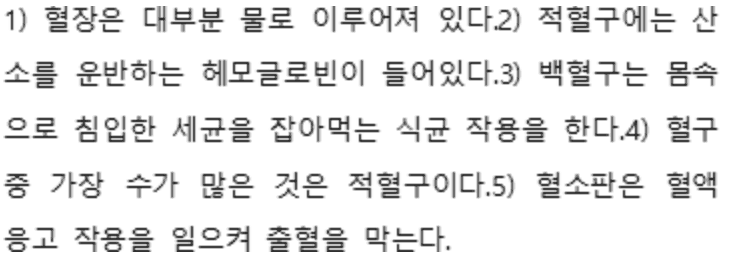 1) 혈장은 대부분 물로 이루어져 있다.2) 적혈구에는 산
소를 운반하는 헤모글로빈이 들어있다.3) 백혈구는 몸속
으로 침입한 세균을 잡아먹는 식균 작용을 한다.4) 혈구
중 가장 수가 많은 것은 적혈구이다.5) 혈소판은 혈액
응고 작용을 일으켜 출혈을 막는다.